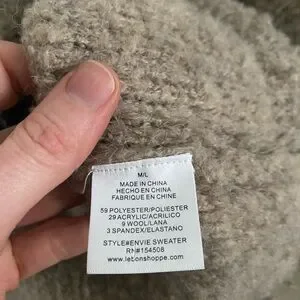 M/L
MADE IN CHINA
HECHO EN CHINA
FABRIQUE EN CHINE
59 POLYESTER/POLIESTER
29 ACRYLIC/ACRILICO
9 WOOL/LANA
3 SPANDEX/ELASTANO
STYLE#ENVIE SWEATER
RN#154508
www.letonshoppe.com